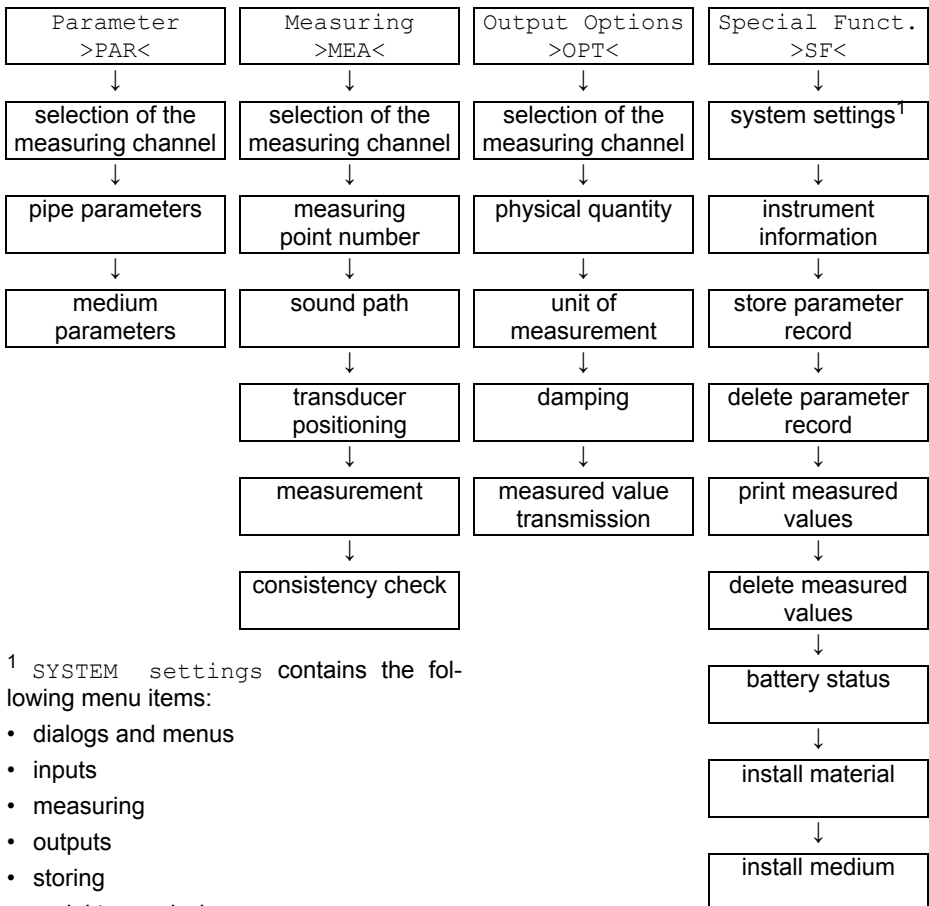 Parameter
>PAR<
selection of the
measuring channel
pipe parameters
medium
parameters
Measuring
>MEA<
selection of the
measuring channel
measuring
point number
sound path
transducer
positioning
measurement
consistency check
Output Options
>OPT<
selection of the
measuring channel
physical quantity
unit of
measurement
damping
measured value
transmission
Special Funct.
>SF<
system settings1
instrument
information
store parameter
record
delete parameter
record
print measured
values
delete measured
values
battery status
install material
install medium
1 SYSTEM settings contains the fol-
lowing menu items:
• dialogs and menus
• inputs
• measuring
• outputs
• storing